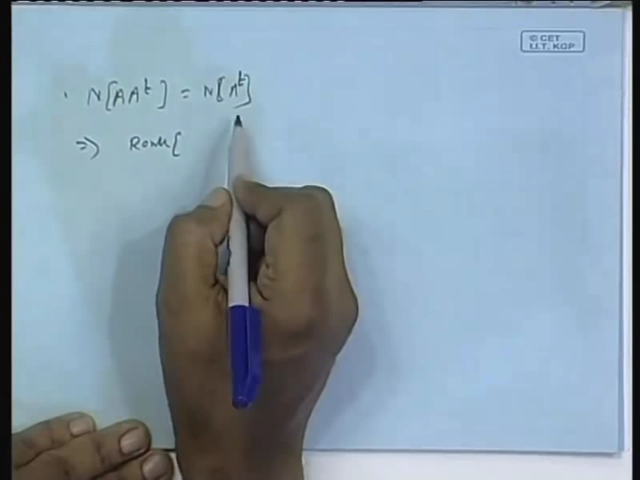 © CET
I.I.T. KGP
· N[AAᵗ] = N[Aᵗ]
⇒ Rank[